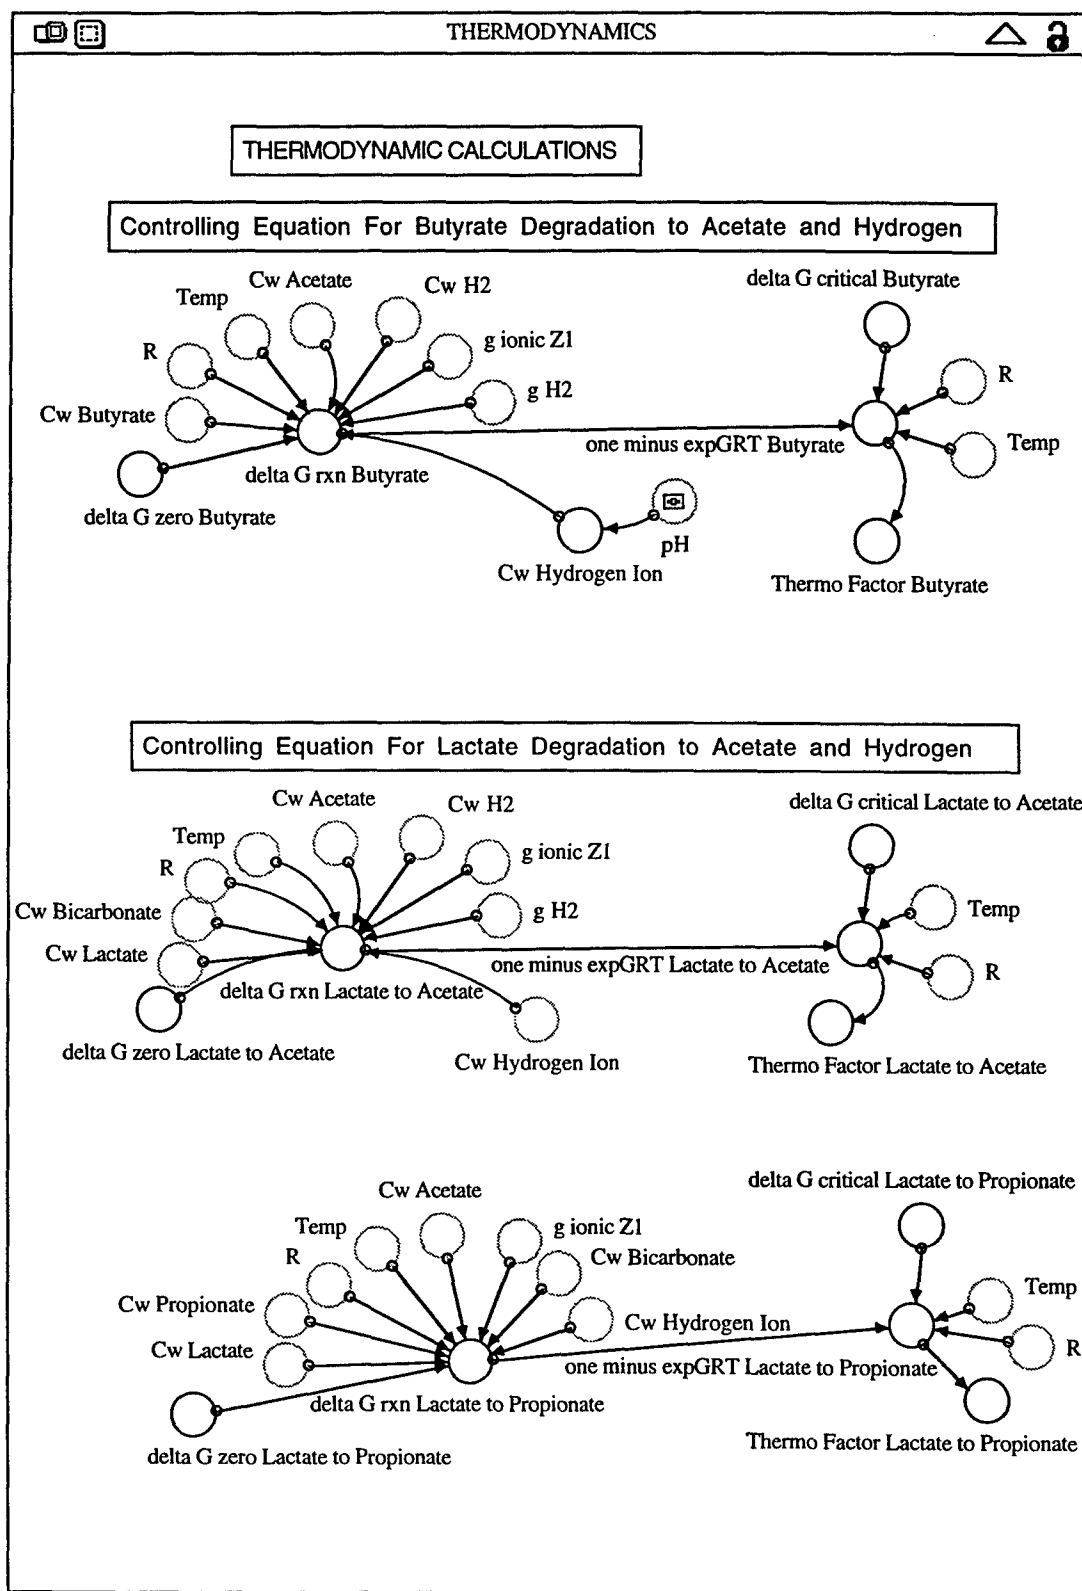 THERMODYNAMICS
THERMODYNAMIC CALCULATIONS
Controlling Equation For Butyrate Degradation to Acetate and Hydrogen
Cw Acetate
Cw H2
delta G critical Butyrate
Temp
g ionic Z1
R
R
g H2
Cw Butyrate
one minus expGRT Butyrate
Temp
delta G rxn Butyrate
delta G zero Butyrate
pH
Cw Hydrogen Ion
Thermo Factor Butyrate
Controlling Equation For Lactate Degradation to Acetate and Hydrogen
Cw Acetate
Cw H2
delta G critical Lactate to Acetate
Temp
g ionic Z1
R
Cw Bicarbonate
g H2
Temp
Cw Lactate
one minus expGRT Lactate to Acetate
R
delta G rxn Lactate to Acetate
delta G zero Lactate to Acetate
Cw Hydrogen Ion
Thermo Factor Lactate to Acetate
delta G critical Lactate to Propionate
Cw Acetate
Temp
g ionic Z1
R
Cw Bicarbonate
Temp
Cw Propionate
Cw Hydrogen Ion
Cw Lactate
R
one minus expGRT Lactate to Propionate
delta G rxn Lactate to Propionate
Thermo Factor Lactate to Propionate
delta G zero Lactate to Propionate